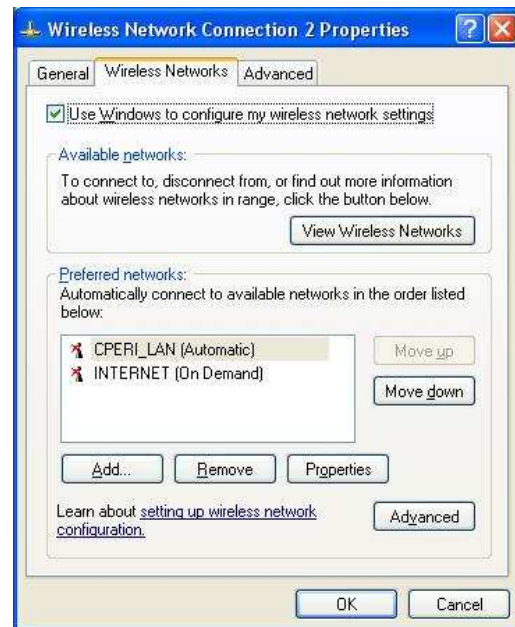 Wireless Network Connection 2 Properties
General Wireless Networks Advanced
Use Windows to configure my wireless network settings
Available networks:
To connect to, disconnect from, or find out more information
about wireless networks in range, click the button below.
View Wireless Networks
Preferred networks:
Automatically connect to available networks in the order listed
below:
CPERI_LAN (Automatic)
INTERNET (On Demand)
Move up
Move down
Add... Remove Properties
Learn about setting up wireless network
configuration.
Advanced
OK Cancel